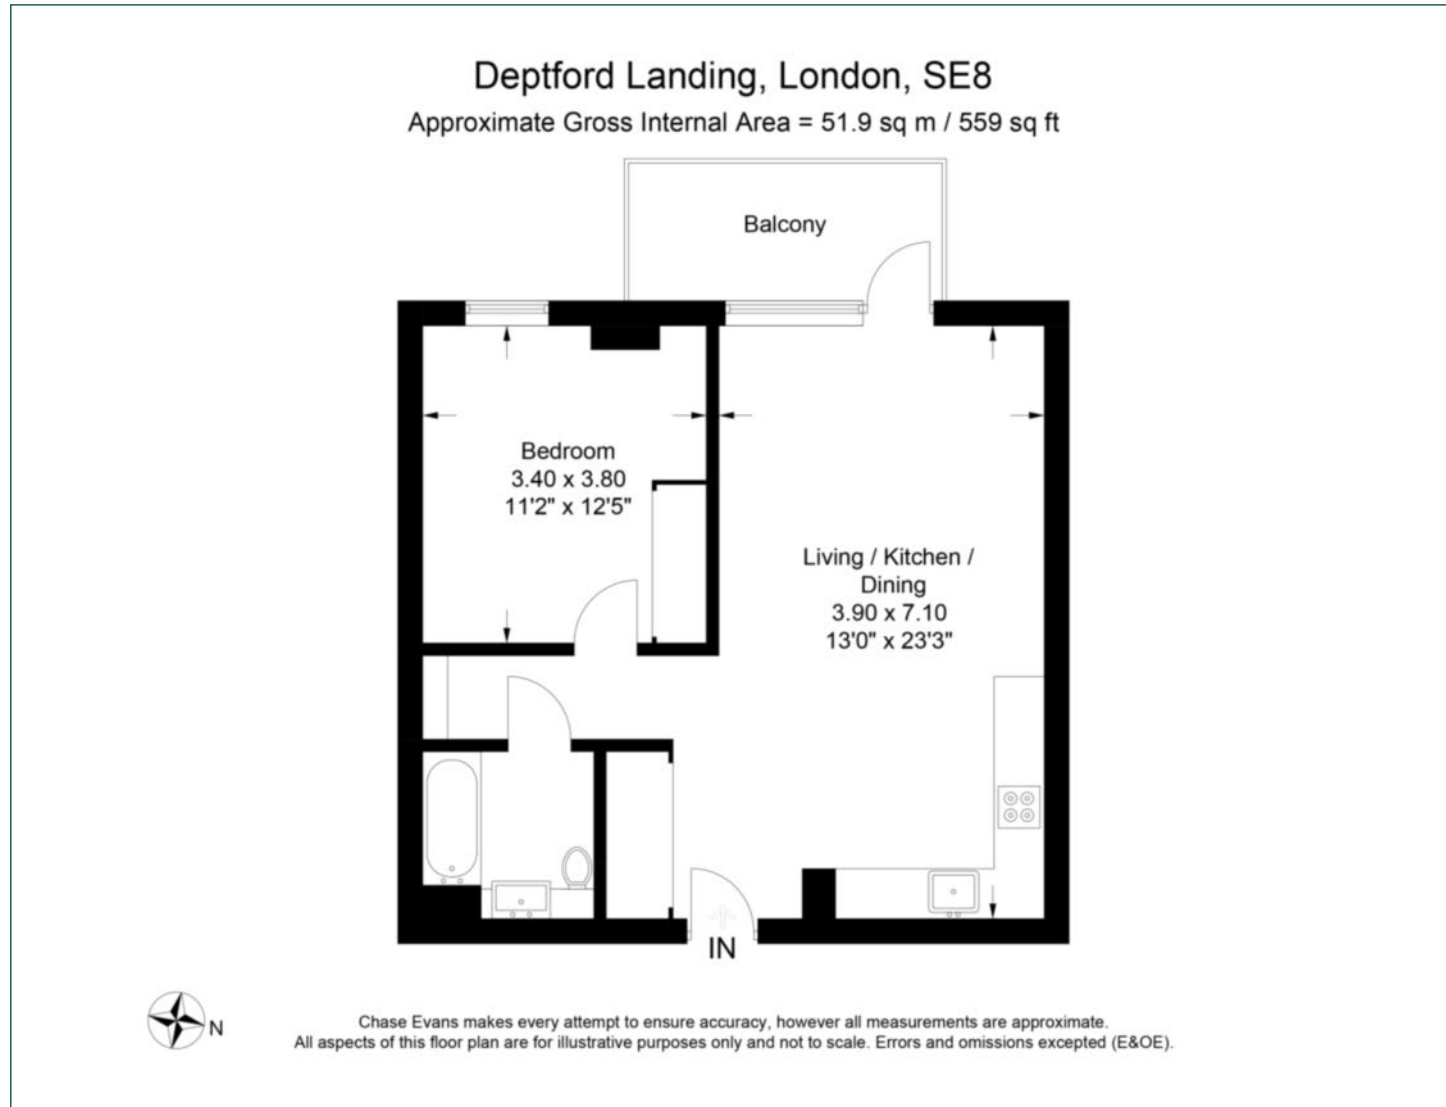 Deptford Landing, London, SE8
Approximate Gross Internal Area = 51.9 sq m / 559 sq ft
Balcony
Bedroom
3.40 x 3.80
11'2" x 12'5"
Living / Kitchen /
Dining
3.90 x 7.10
13'0" x 23'3"
IN
N
Chase Evans makes every attempt to ensure accuracy, however all measurements are approximate.
All aspects of this floor plan are for illustrative purposes only and not to scale. Errors and omissions excepted (E&OE).